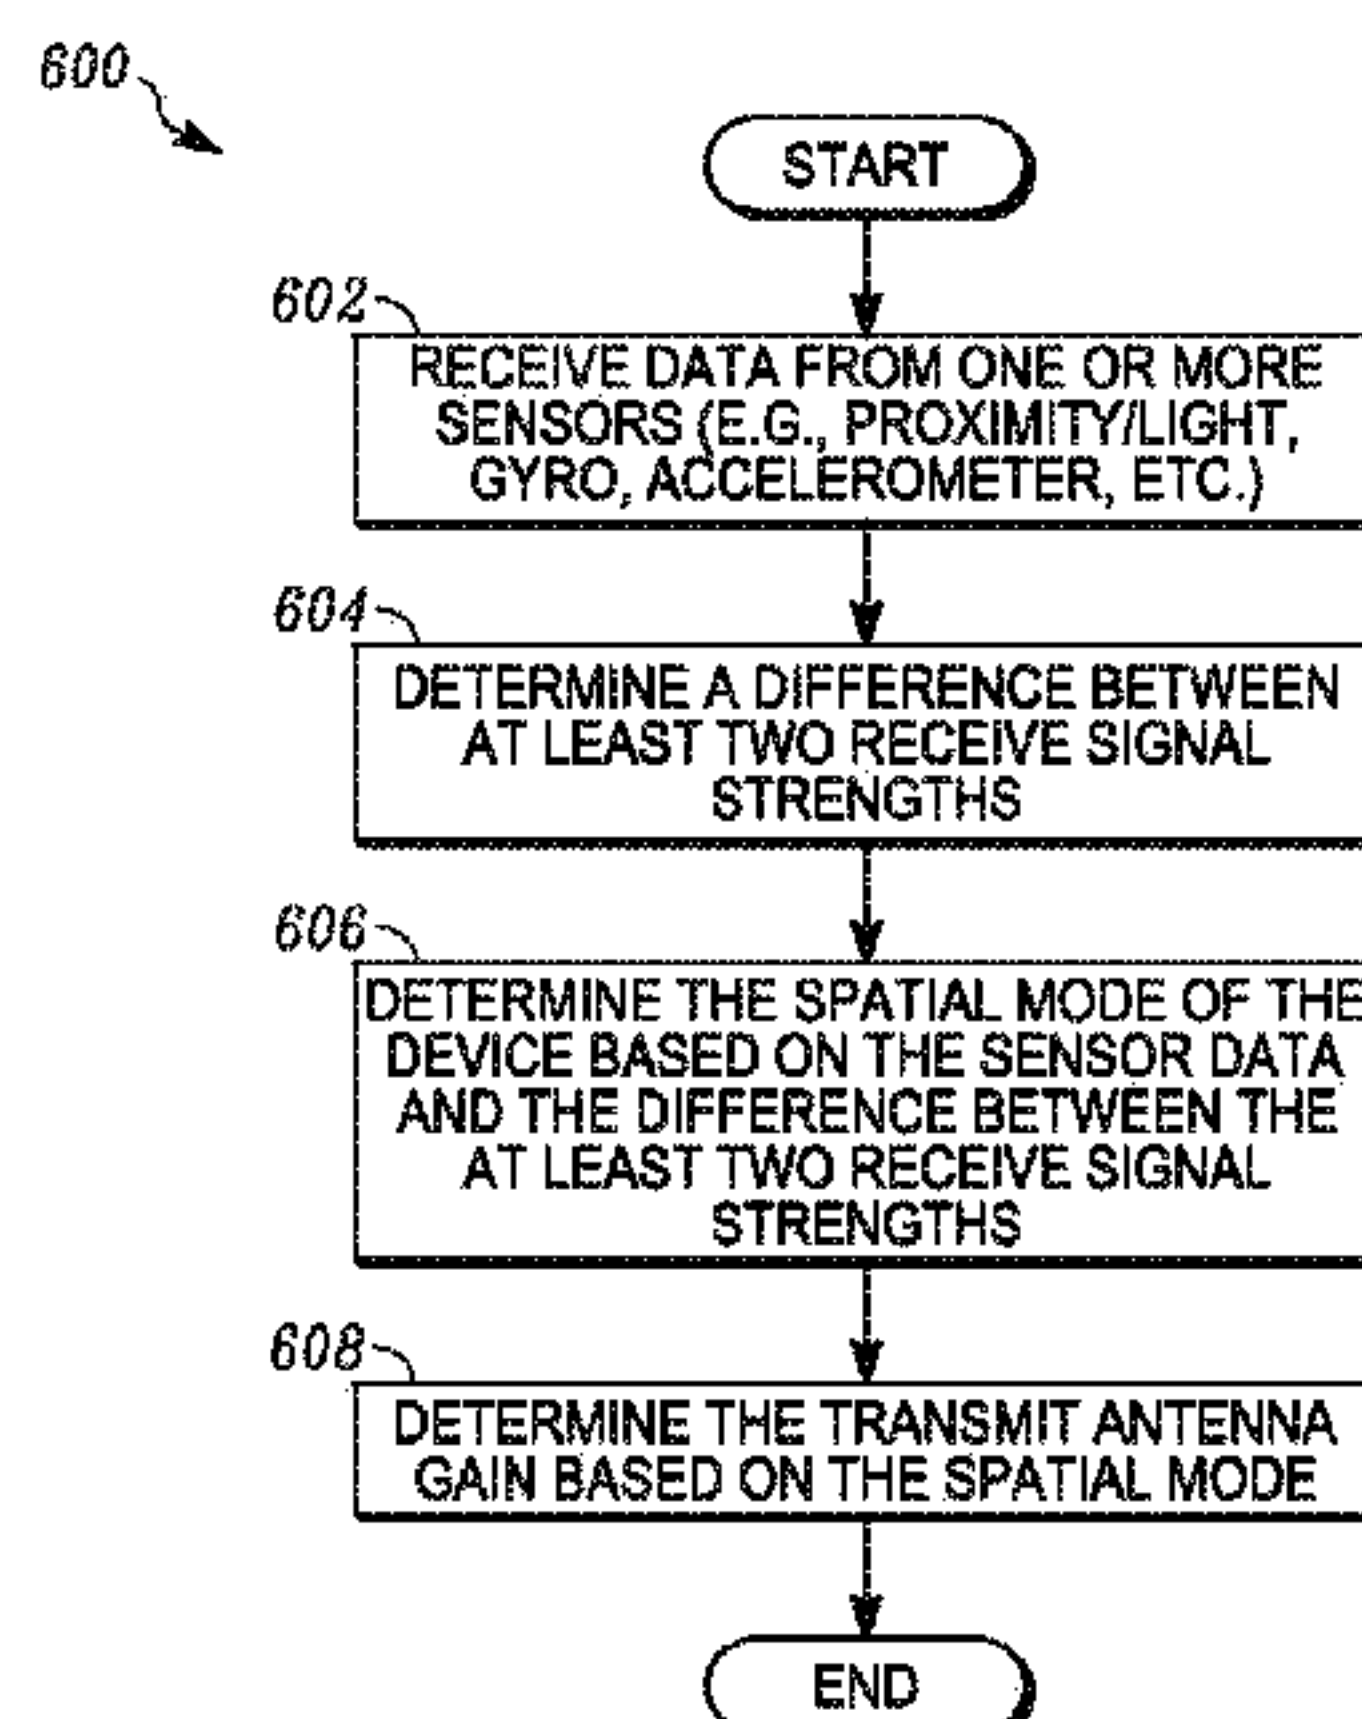 600
START
602
RECEIVE DATA FROM ONE OR MORE
SENSORS (E.G., PROXIMITY/LIGHT,
GYRO, ACCELEROMETER, ETC.)
604
DETERMINE A DIFFERENCE BETWEEN
AT LEAST TWO RECEIVE SIGNAL
STRENGTHS
606
DETERMINE THE SPATIAL MODE OF THE
DEVICE BASED ON THE SENSOR DATA
AND THE DIFFERENCE BETWEEN THE
AT LEAST TWO RECEIVE SIGNAL
STRENGTHS
608
DETERMINE THE TRANSMIT ANTENNA
GAIN BASED ON THE SPATIAL MODE
END